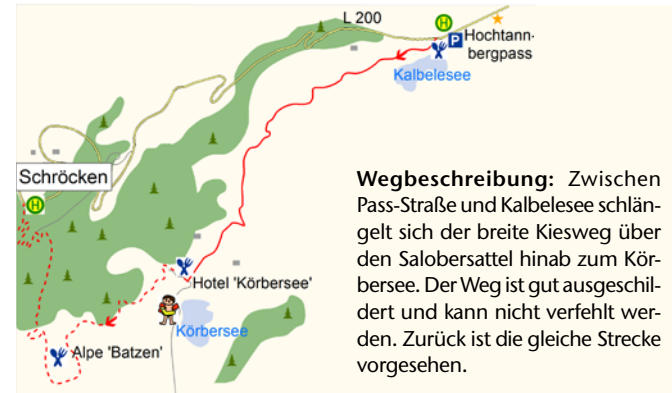 L 200
H
P
Hochtann-
bergpass
Kalbelesee
Schröcken
H
Hotel 'Körbersee'
Körbersee
Alpe 'Batzen'
Wegbeschreibung: Zwischen
Pass-Straße und Kalbelesee schlän-
gelt sich der breite Kiesweg über
den Salobersattel hinab zum Kör-
bersee. Der Weg ist gut ausgeschil-
dert und kann nicht verfehlt wer-
den. Zurück ist die gleiche Strecke
vorgesehen.